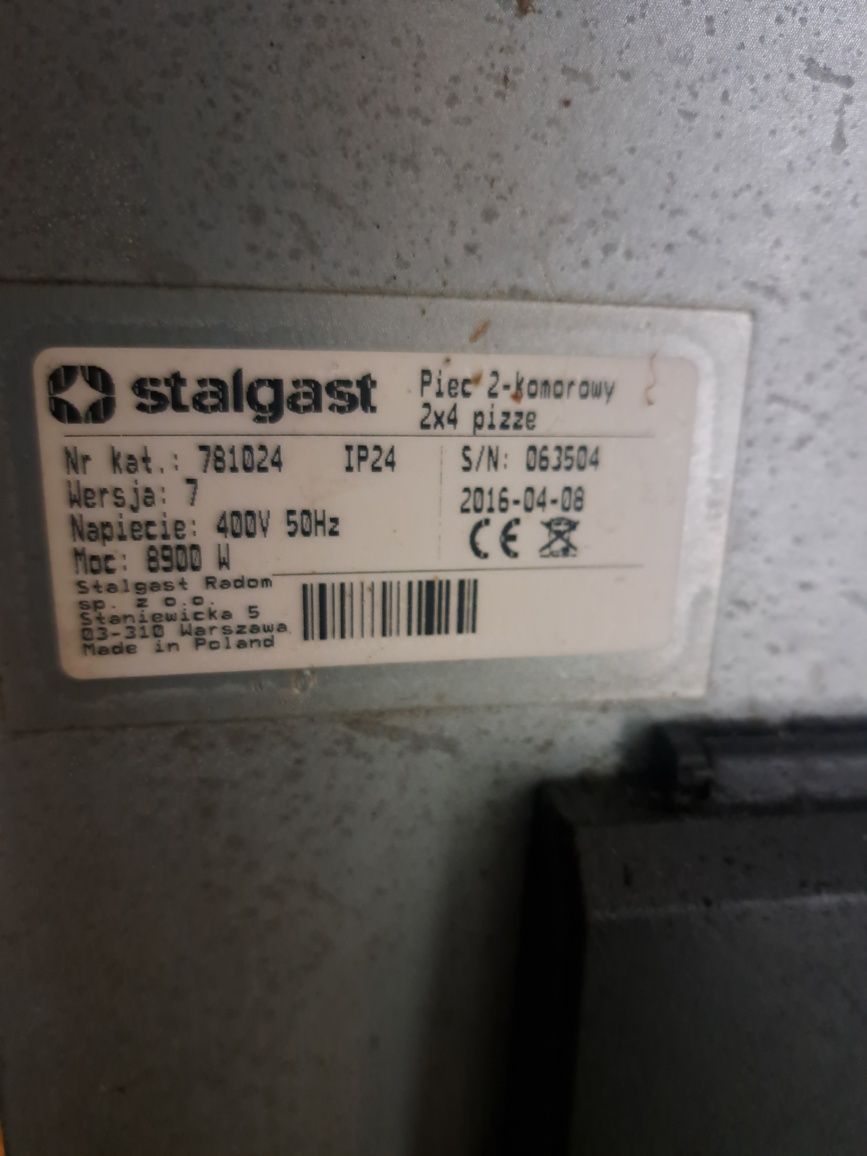 stalgast
Piec 2-komorowy
2x4 pizze
Nr kat.: 781024 IP24
S/N: 063504
Wersja: 7
2016-04-08
Napiecie: 400V 50Hz
CE
Moc: 8900 W
Stalgast Radom
sp. z o.o.
Staniewicka 5
03-310 Warszawa
Made in Poland